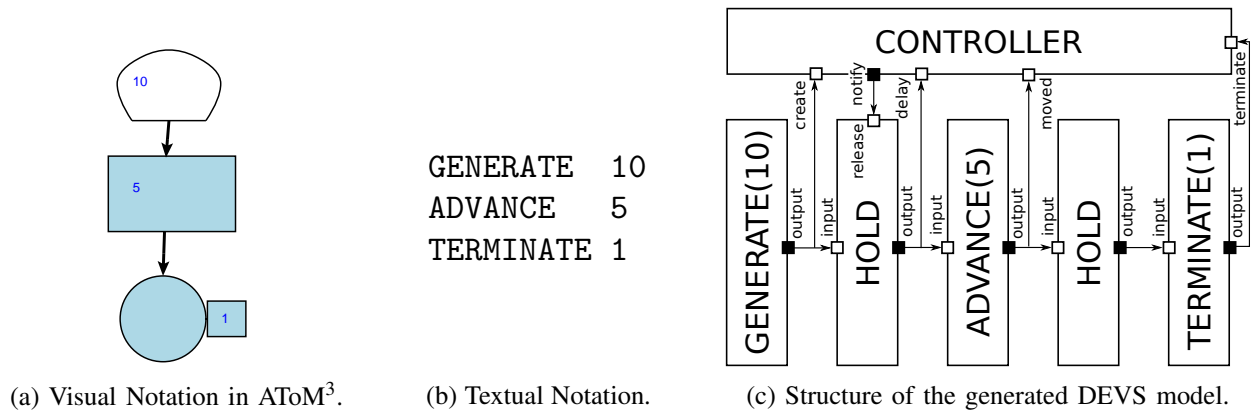 10
5
1
(a) Visual Notation in AToM³.
GENERATE 10
ADVANCE 5
TERMINATE 1
(b) Textual Notation.
CONTROLLER
create
notify
delay
moved
terminate
release
GENERATE(10)
output
input
HOLD
output
input
ADVANCE(5)
output
input
HOLD
output
input
TERMINATE(1)
output
(c) Structure of the generated DEVS model.